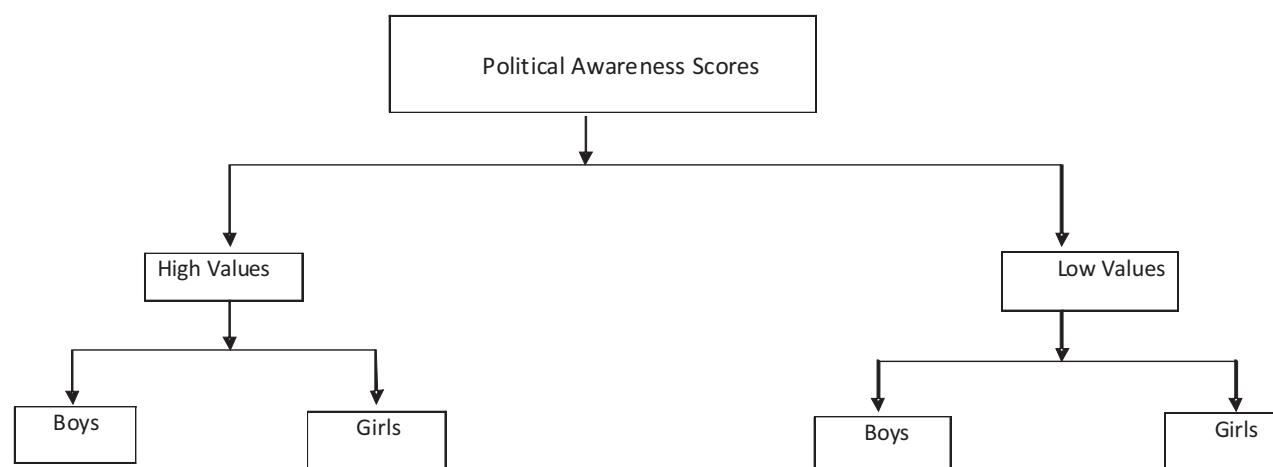 Political Awareness Scores
High Values
Low Values
Boys
Girls
Boys
Girls